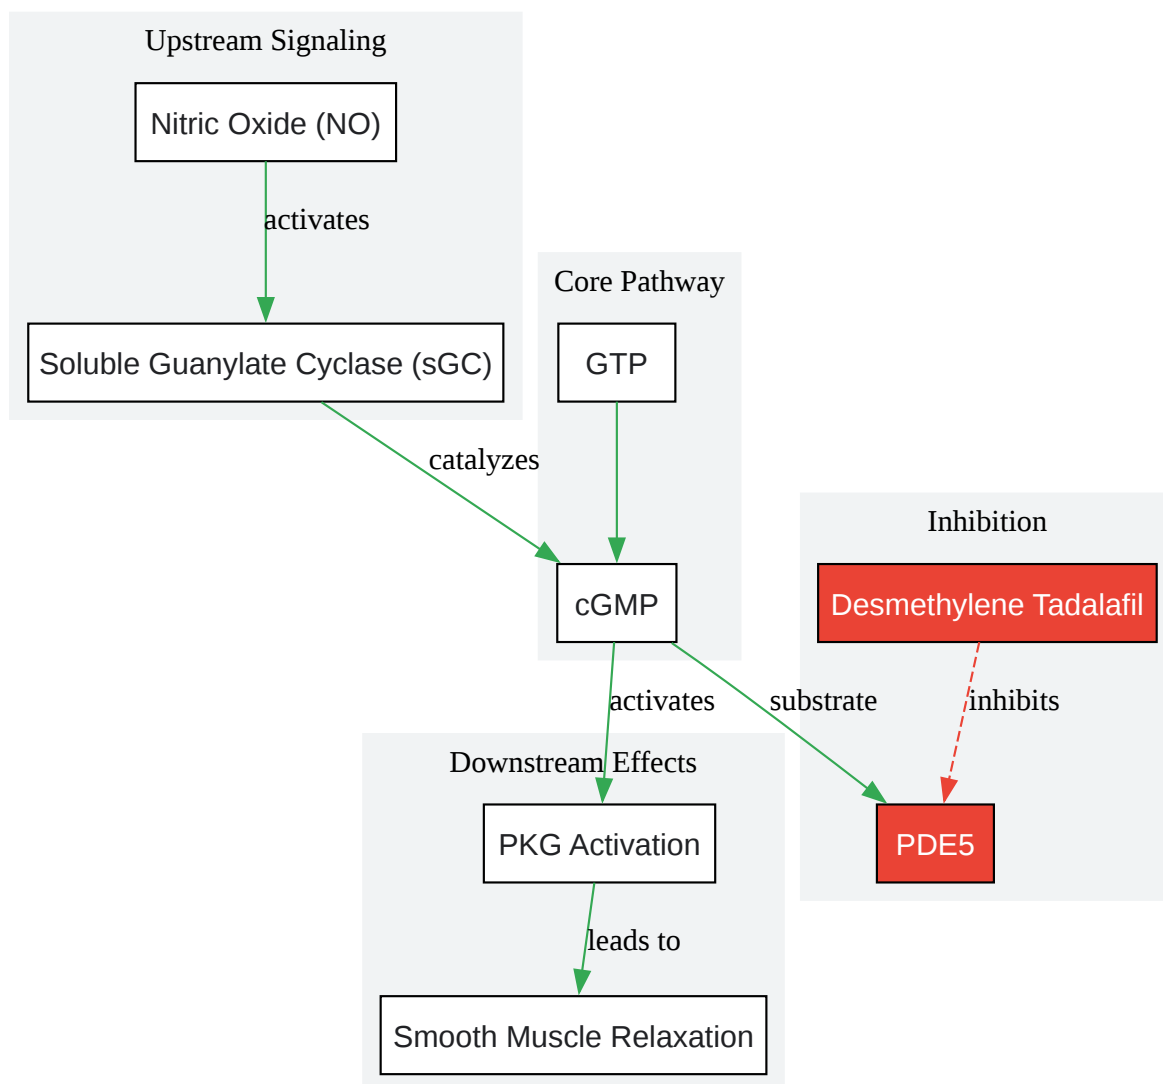 Upstream Signaling
Nitric Oxide (NO)
activates
Soluble Guanylate Cyclase (sGC)
Core Pathway
GTP
catalyzes
cGMP
Inhibition
Desmethylene Tadalafil
activates
substrate
inhibits
Downstream Effects
PKG Activation
PDE5
leads to
Smooth Muscle Relaxation